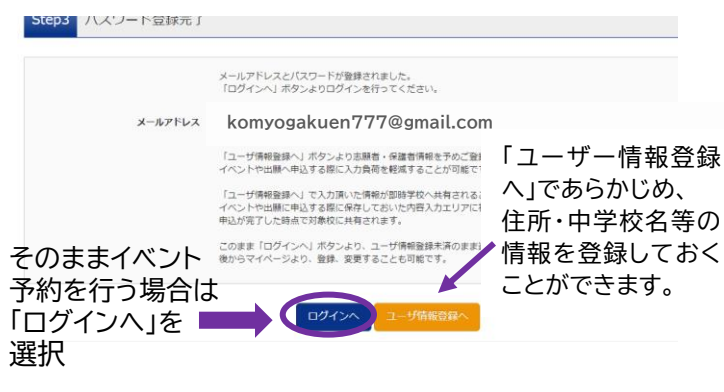 Step3 パスワード登録完了
メールアドレスとパスワードが登録されました。
「ログインへ」ボタンよりログインを行ってください。
メールアドレス
komyogakuen777@gmail.com
「ユーザ情報登録へ」ボタンより志願者・保護者情報を予めご登
イベントや出願へ申込する際に入力負荷を軽減することが可能で
「ユーザ情報登録へ」で入力頂いた情報が即時学校へ共有されるこ
イベントや出願に申込する際に保存しておいた内容入力エリアに
申込が完了した時点で対象校に共有されます。
このまま「ログインへ」ボタンより、ユーザ情報登録未済のまま
後からマイページより、登録、変更することも可能です。
「ユーザー情報登録
へ」であらかじめ、
住所・中学校名等の
情報を登録しておく
ことができます。
そのままイベント
予約を行う場合は
「ログインへ」を
選択
ログインへ
ユーザ情報登録へ